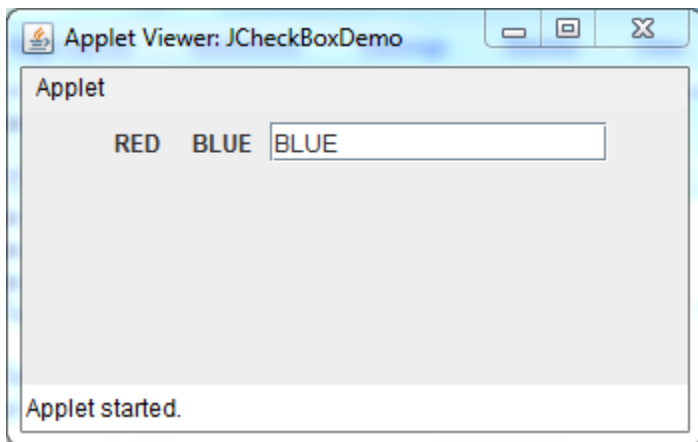 Applet Viewer: JCheckBoxDemo
Applet
RED BLUE BLUE
Applet started.